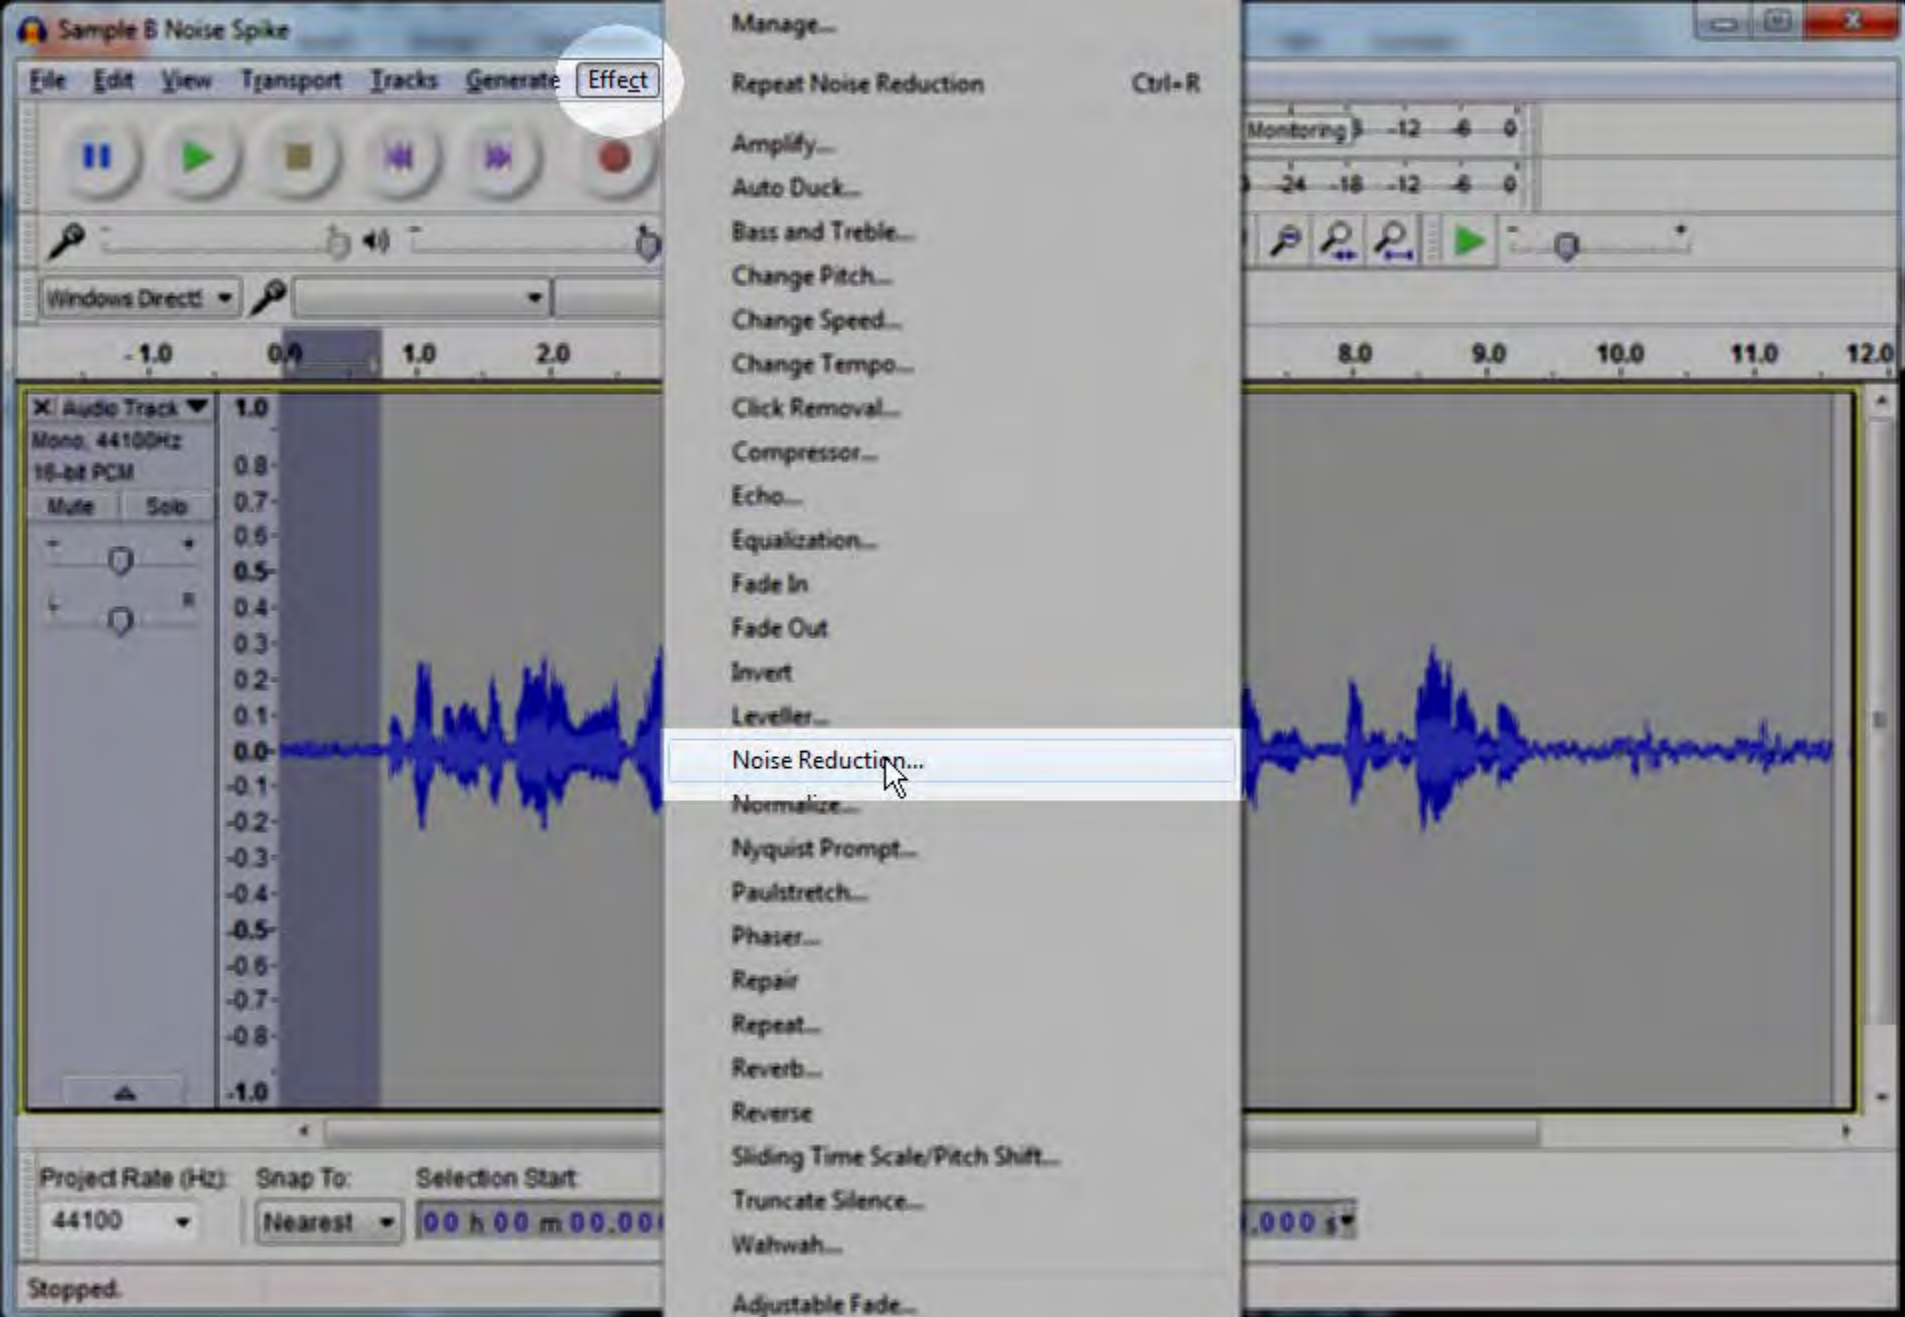 Sample B Noise Spike
File Edit View Transport Tracks Generate Effect
Manage...
Repeat Noise Reduction Ctrl+R
Amplify...
Auto Duck...
Bass and Treble...
Change Pitch...
Change Speed...
Change Tempo...
Click Removal...
Compressor...
Echo...
Equalization...
Fade In
Fade Out
Invert
Leveller...
Noise Reduction...
Normalize...
Nyquist Prompt...
Paulstretch...
Phaser...
Repair
Repeat...
Reverb...
Reverse
Sliding Time Scale/Pitch Shift...
Truncate Silence...
Wahwah...
Adjustable Fade...
Monitoring -12 -6 0
-24 -18 -12 -6 0
Windows Direct
-1.0 0.0 1.0 2.0 8.0 9.0 10.0 11.0 12.0
X Audio Track
Mono, 44100Hz
16-bit PCM
Mute Solo
- +
L R
1.0
0.8
0.7
0.6
0.5
0.4
0.3
0.2
0.1
0.0
-0.1
-0.2
-0.3
-0.4
-0.5
-0.6
-0.7
-0.8
-1.0
Project Rate (Hz): Snap To: Selection Start
44100 Nearest 00 h 00 m 00.00 .000 s
Stopped.